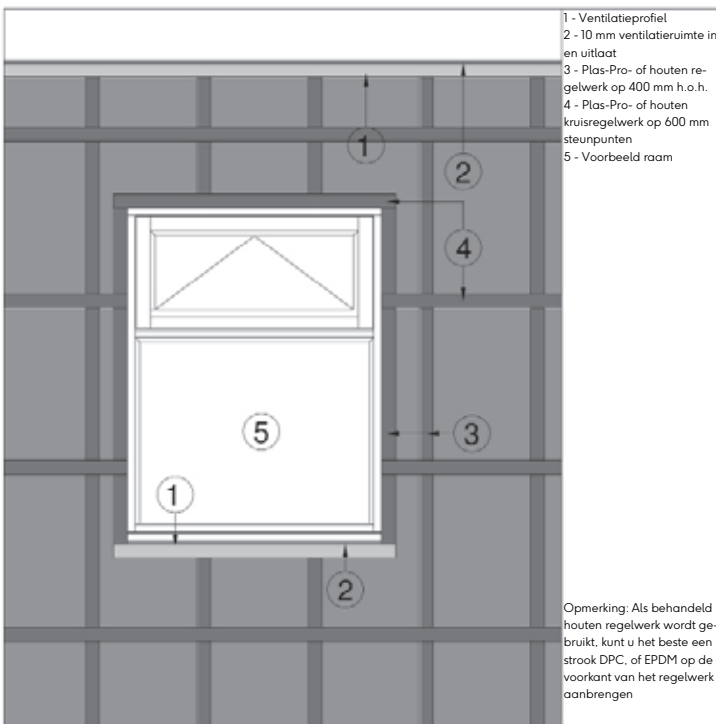 1 - Ventilatieprofiel
2 - 10 mm ventilatieruimte in
en uitlaat
3 - Plas-Pro- of houten re-
gelwerk op 400 mm h.o.h.
4 - Plas-Pro- of houten
kruisregelwerk op 600 mm
steunpunten
5 - Voorbeeld raam
1
2
4
3
5
1
2
Opmerking: Als behandeld
houten regelwerk wordt ge-
bruikt, kunt u het beste een
strook DPC, of EPDM op de
voorkant van het regelwerk
aanbrengen